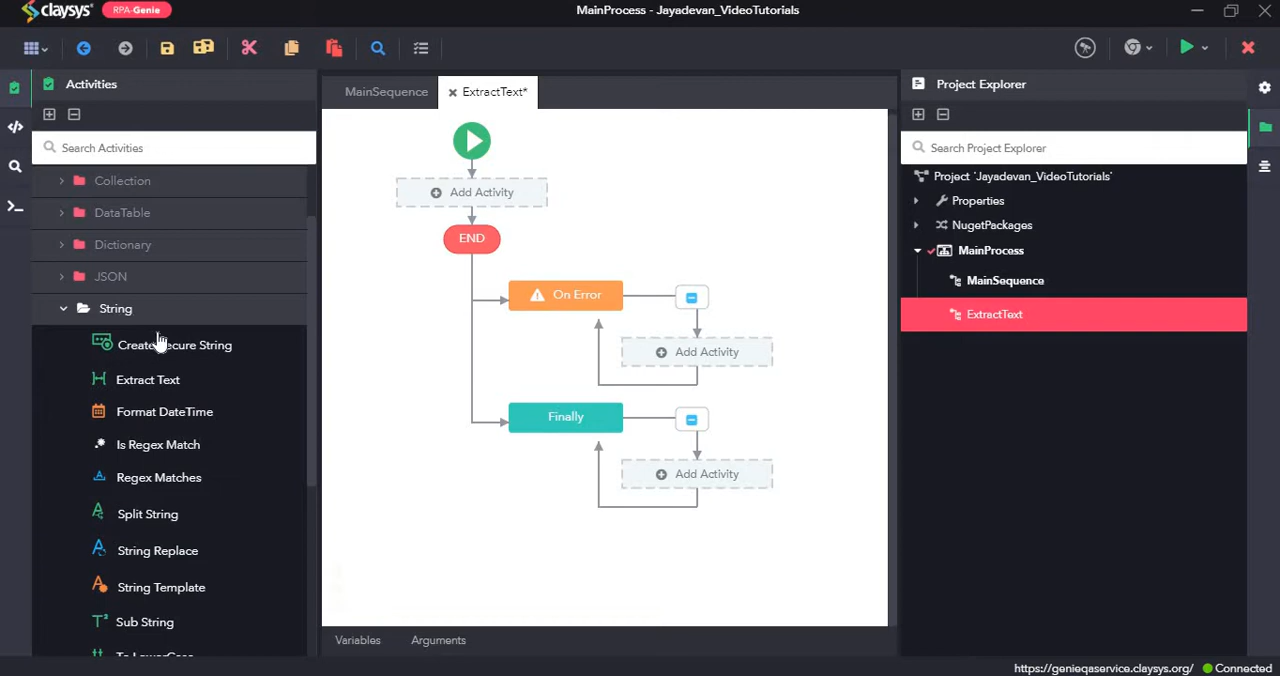 claysys
RPA-Genie
MainProcess - Jayadevan_VideoTutorials
Activities
Search Activities
Collection
DataTable
Dictionary
JSON
String
Extract Text
Format DateTime
Is Regex Match
Regex Matches
Split String
String Replace
String Template
Sub String
MainSequence
ExtractText*
Add Activity
END
On Error
Add Activity
Finally
Add Activity
Variables
Arguments
Project Explorer
Search Project Explorer
Project 'Jayadevan_VideoTutorials'
Properties
NugetPackages
MainProcess
MainSequence
ExtractText
https://genieqaservice.claysys.org/
Connected